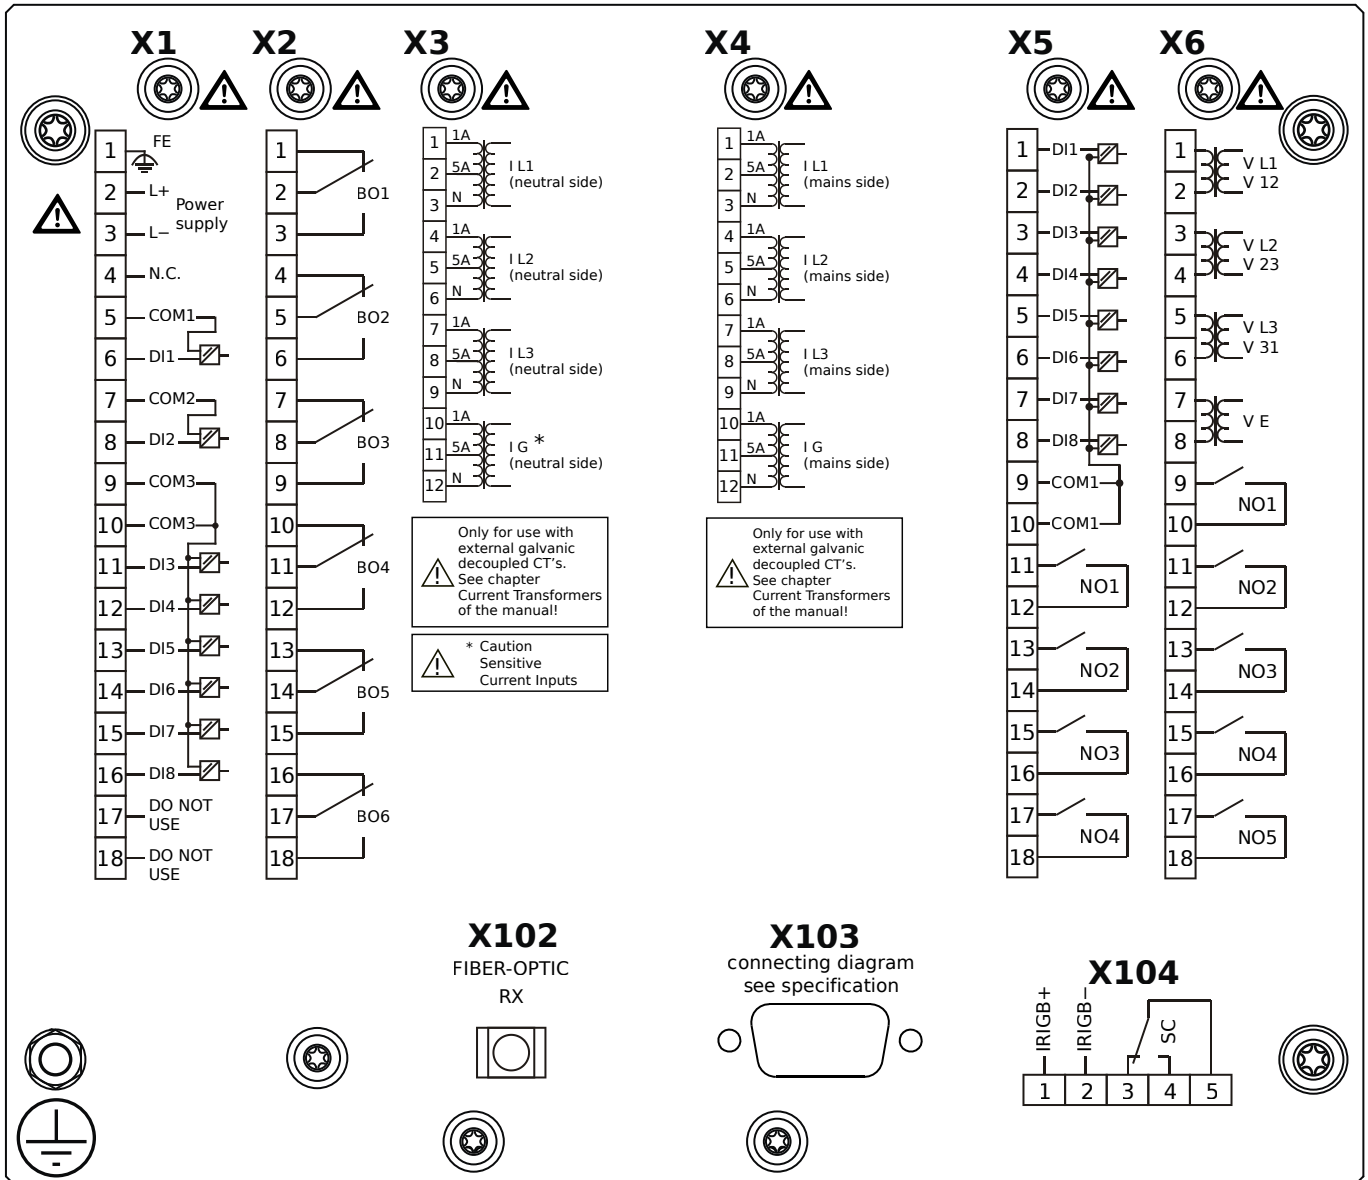 X1
X2
X3
X4
X5
X6
1
FE
2
L+
Power
supply
3
L−
4
N.C.
5
COM1
6
DI1
7
COM2
8
DI2
9
COM3
10
COM3
11
DI3
12
DI4
13
DI5
14
DI6
15
DI7
16
DI8
17
DO NOT
USE
18
DO NOT
USE
1
2
BO1
3
4
5
BO2
6
7
8
BO3
9
10
11
BO4
12
13
14
BO5
15
16
17
BO6
18
1
1A
2
5A
I L1
(neutral side)
3
N
4
1A
5
5A
I L2
(neutral side)
6
N
7
1A
8
5A
I L3
(neutral side)
9
N
10
1A
11
5A
I G *
(neutral side)
12
N
Only for use with
external galvanic
decoupled CT’s.
See chapter
Current Transformers
of the manual!
* Caution
Sensitive
Current Inputs
1
1A
2
5A
I L1
(mains side)
3
N
4
1A
5
5A
I L2
(mains side)
6
N
7
1A
8
5A
I L3
(mains side)
9
N
10
1A
11
5A
I G
(mains side)
12
N
Only for use with
external galvanic
decoupled CT’s.
See chapter
Current Transformers
of the manual!
1
DI1
2
DI2
3
DI3
4
DI4
5
DI5
6
DI6
7
DI7
8
DI8
9
COM1
10
COM1
11
NO1
12
13
NO2
14
15
NO3
16
17
NO4
18
1
V L1
V 12
2
3
V L2
V 23
4
5
V L3
V 31
6
7
V E
8
9
NO1
10
11
NO2
12
13
NO3
14
15
NO4
16
17
NO5
18
X102
FIBER-OPTIC
RX
X103
connecting diagram
see specification
X104
IRIGB+
IRIGB−
SC
1 2 3 4 5